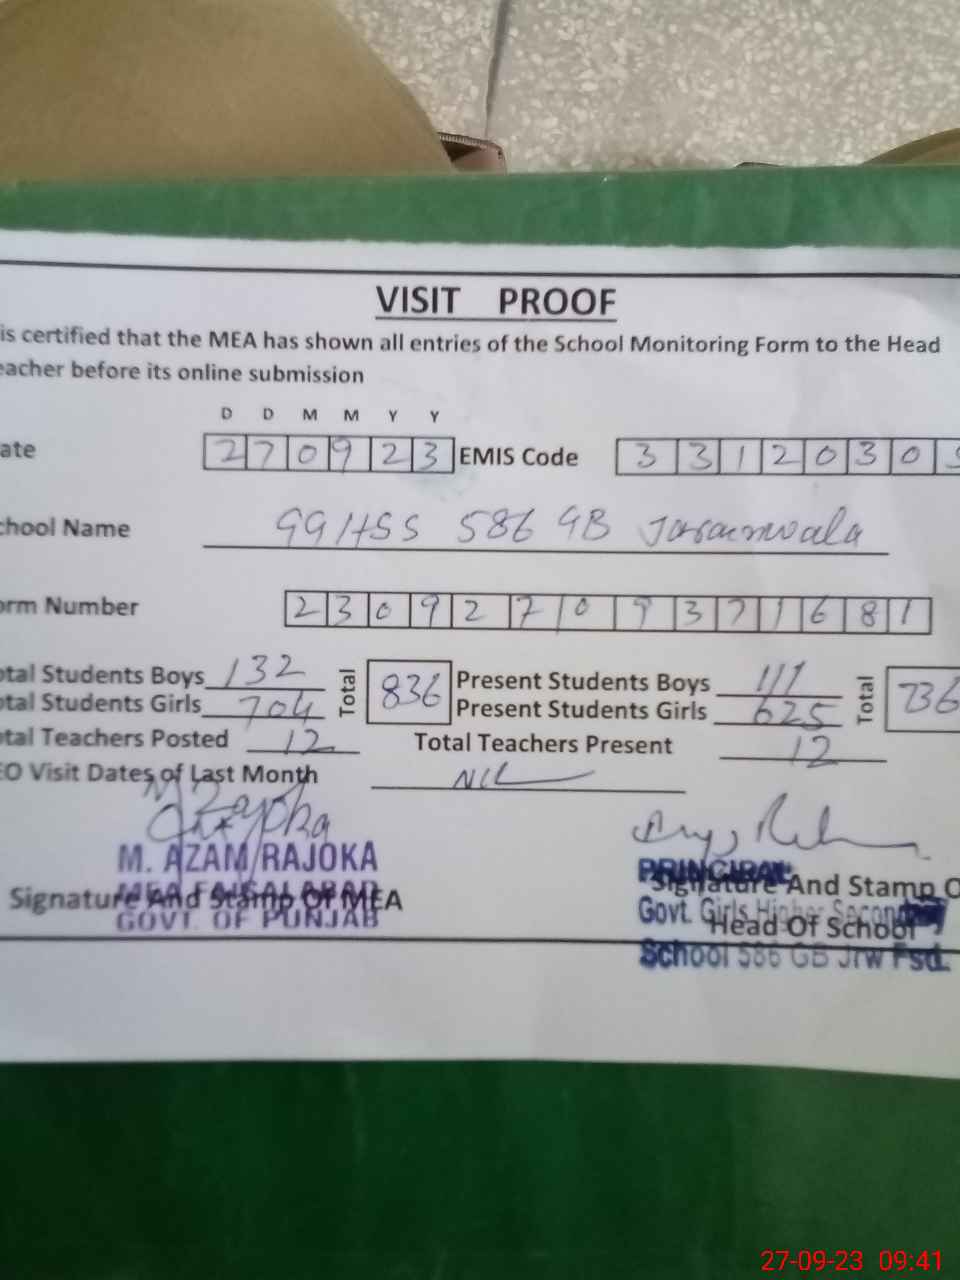 VISIT PROOF
is certified that the MEA has shown all entries of the School Monitoring Form to the Head
eacher before its online submission
D D M M Y Y
ate 2 7 0 9 2 3 EMIS Code 3 3 1 2 0 3 0
chool Name GGHSS 586 GB Jaranwala
orm Number 2 3 0 9 2 7 0 9 3 7 1 6 8 1
otal Students Boys 132 Total 836 Present Students Boys 111 Total 736
otal Students Girls 704 Present Students Girls 625
otal Teachers Posted 12 Total Teachers Present 12
EO Visit Dates of Last Month NIL
M Rajoka
M. AZAM RAJOKA
MEA FAISALABAD
GOVT. OF PUNJAB
Signature And Stamp Of MEA
PRINCIPAL
Signature And Stamp O
Govt. Girls Higher Secondary
Head Of School
School 586 GB Jrw Fsd.
27-09-23 09:41